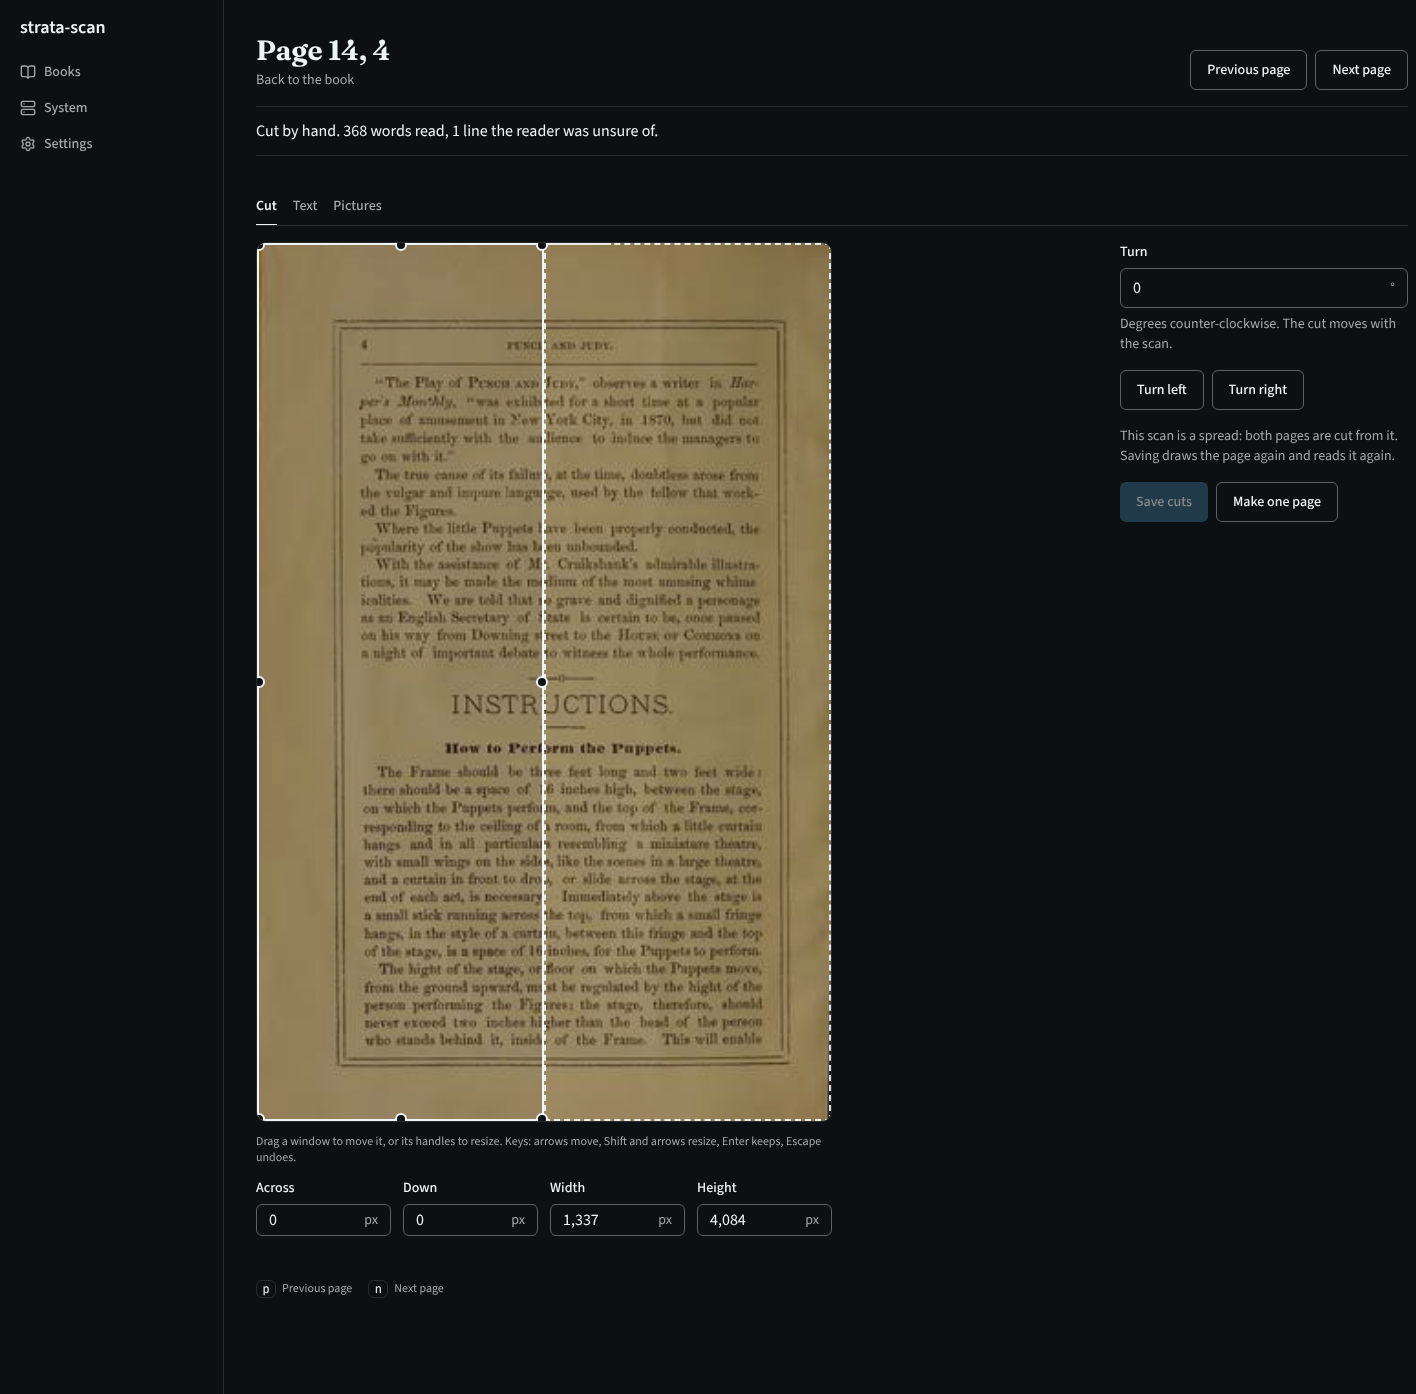 strata-scan
Books
System
Settings
Page 14, 4
Back to the book
Previous page
Next page
Cut by hand. 368 words read, 1 line the reader was unsure of.
Cut
Text
Pictures
4
PUNCH AND JUDY.
"The Play of PUNCH AND JUDY," observes a writer in Har-
per's Monthly, "was exhibited for a short time at a popular
place of amusement in New York City, in 1870, but did not
take sufficiently with the audience to induce the managers to
go on with it."
The true cause of its failure, at the time, doubtless arose from
the vulgar and impure language, used by the fellow that work-
ed the Figures.
Where the little Puppets have been properly conducted, the
popularity of the show has been unbounded.
With the assistance of Mr. Cruikshank's admirable illustra-
tions, it may be made the medium of the most amusing whims
icalities. We are told that so grave and dignified a personage
as an English Secretary of State is certain to be, once paused
on his way from Downing street to the HOUSE OF COMMONS on
a night of important debate to witness the whole performance.
INSTRUCTIONS.
How to Perform the Puppets.
The Frame should be three feet long and two feet wide;
there should be a space of 16 inches high, between the stage,
on which the Puppets perform, and the top of the Frame, cor-
responding to the ceiling of a room, from which a little curtain
hangs and in all particulars resembling a miniature theatre,
with small wings on the sides, like the scenes in a large theatre,
and a curtain in front to drop, or slide across the stage, at the
end of each act, is necessary. Immediately above the stage is
a small stick running across the top, from which a small fringe
hangs, in the style of a curtain, between this fringe and the top
of the stage, is a space of 16 inches, for the Puppets to perform.
The hight of the stage, or floor on which the Puppets move,
from the ground upward, must be regulated by the hight of the
person performing the Figures; the stage, therefore, should
never exceed two inches higher than the head of the person
who stands behind it, inside of the Frame. This will enable
Drag a window to move it, or its handles to resize. Keys: arrows move, Shift and arrows resize, Enter keeps, Escape
undoes.
Across
Down
Width
Height
0 px
0 px
1,337 px
4,084 px
p Previous page
n Next page
Turn
0 °
Degrees counter-clockwise. The cut moves with
the scan.
Turn left
Turn right
This scan is a spread: both pages are cut from it.
Saving draws the page again and reads it again.
Save cuts
Make one page